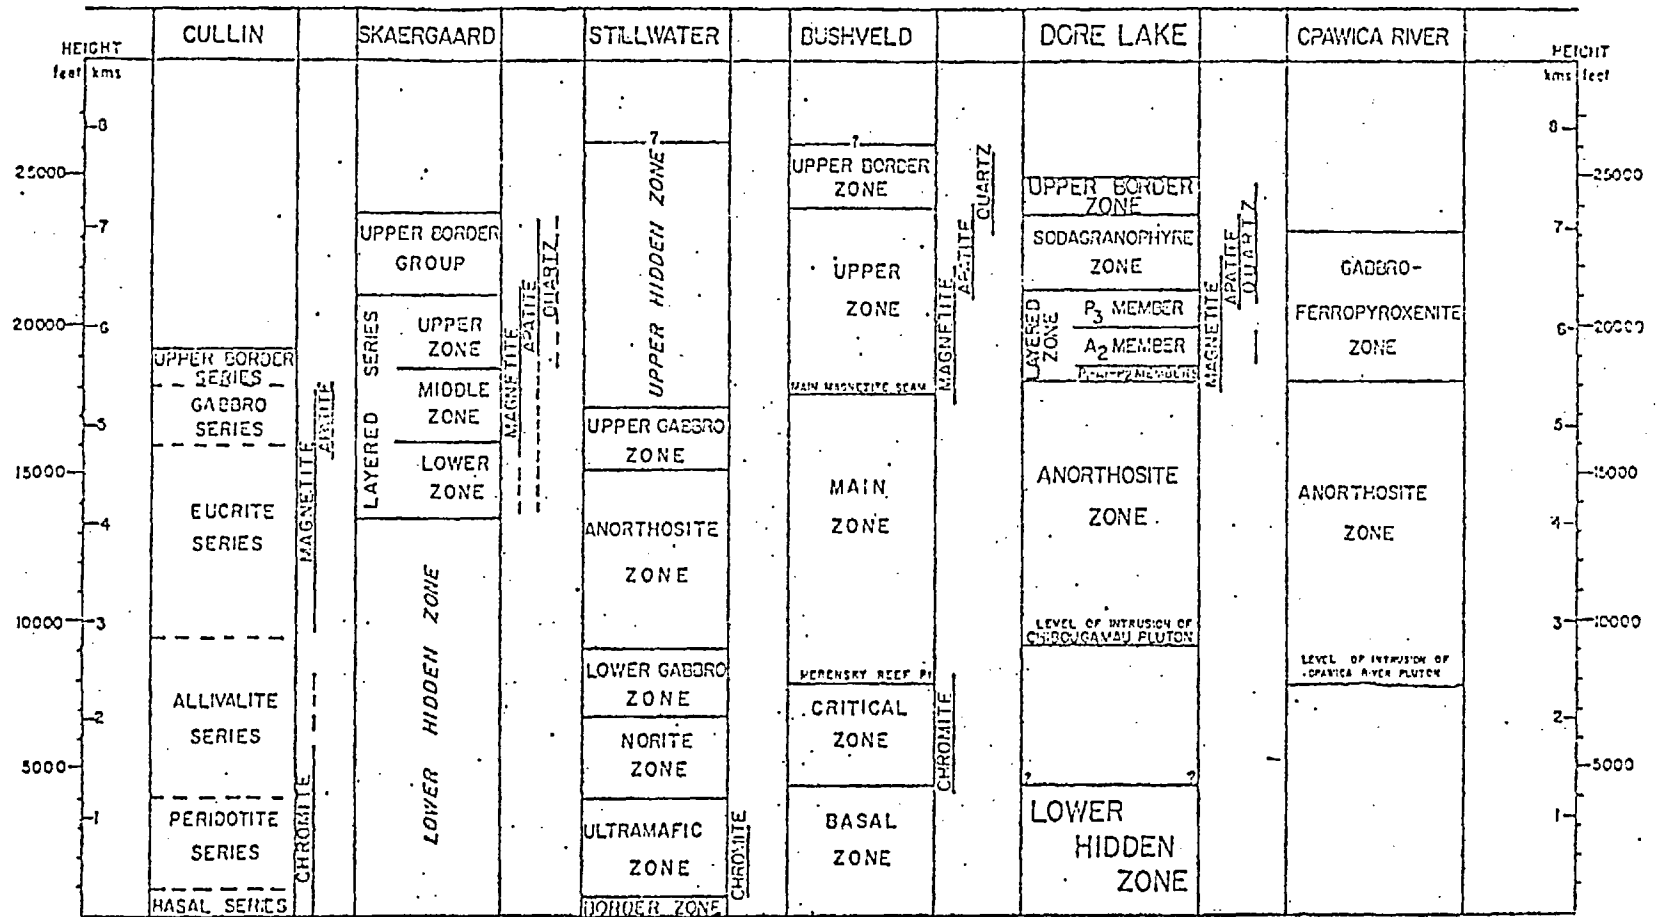 CULLIN
SKAERGAARD
STILLWATER
BUSHVELD
DORE LAKE
OPAWICA RIVER
HEIGHT
feet kms
8
25000
7
20000
6
5
15000
4
10000
3
2
5000
1
UPPER BORDER
SERIES
GABBRO
SERIES
EUCRITE
SERIES
ALLIVALITE
SERIES
PERIDOTITE
SERIES
BASAL SERIES
APATITE
MAGNETITE
CHROMITE
UPPER BORDER
GROUP
LAYERED SERIES
UPPER
ZONE
MIDDLE
ZONE
LOWER
ZONE
LOWER HIDDEN ZONE
MAGNETITE
APATITE
QUARTZ
?
UPPER HIDDEN ZONE
UPPER GABBRO
ZONE
ANORTHOSITE
ZONE
LOWER GABBRO
ZONE
NORITE
ZONE
ULTRAMAFIC
ZONE
BORDER ZONE
CHROMITE
?
UPPER BORDER
ZONE
UPPER
ZONE
MAIN MAGNETITE SEAM
MAIN
ZONE
MERENSKY REEF
CRITICAL
ZONE
BASAL
ZONE
QUARTZ
APATITE
MAGNETITE
CHROMITE
UPPER BORDER
ZONE
SODAGRANOPHYRE
ZONE
LAYERED
ZONE
P3 MEMBER
A2 MEMBER
MEMBERS
ANORTHOSITE
ZONE
LEVEL OF INTRUSION OF
CHIBOUGAMAU PLUTON
? ?
LOWER
HIDDEN
ZONE
MAGNETITE
APATITE
QUARTZ
GABBRO-
FERROPYROXENITE
ZONE
ANORTHOSITE
ZONE
LEVEL OF INTRUSION OF
OPAWICA RIVER PLUTON
HEIGHT
kms feet
8
25000
7
6
20000
5
15000
4
3
10000
2
5000
1